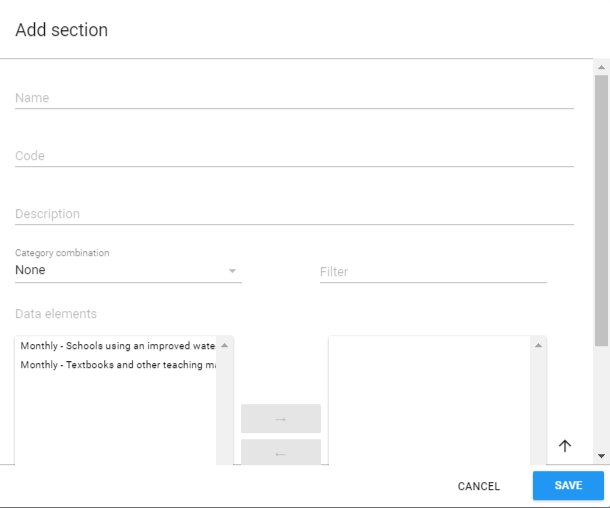 Add section
Name
Code
Description
Category combination
None
Filter
Data elements
Monthly - Schools using an improved wate
Monthly - Textbooks and other teaching
→
←
↑
CANCEL
SAVE